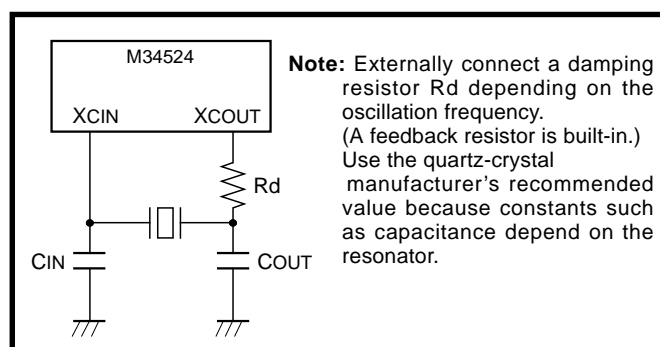 M34524
XCIN
XCOUT
Rd
CIN
COUT
Note: Externally connect a damping
resistor Rd depending on the
oscillation frequency.
(A feedback resistor is built-in.)
Use the quartz-crystal
manufacturer's recommended
value because constants such
as capacitance depend on the
resonator.